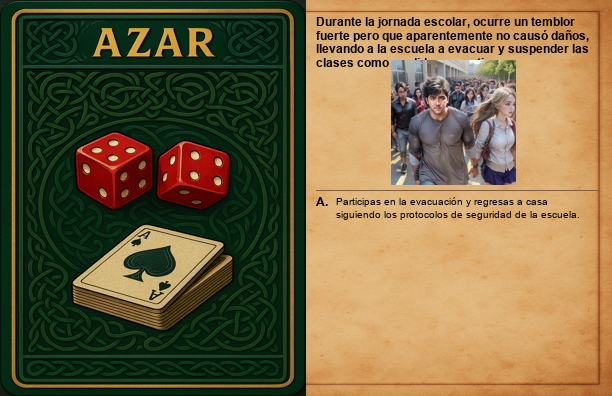 AZAR
A
A
Durante la jornada escolar, ocurre un temblor
fuerte pero que aparentemente no causó daños,
llevando a la escuela a evacuar y suspender las
clases como
A. Participas en la evacuación y regresas a casa
siguiendo los protocolos de seguridad de la escuela.